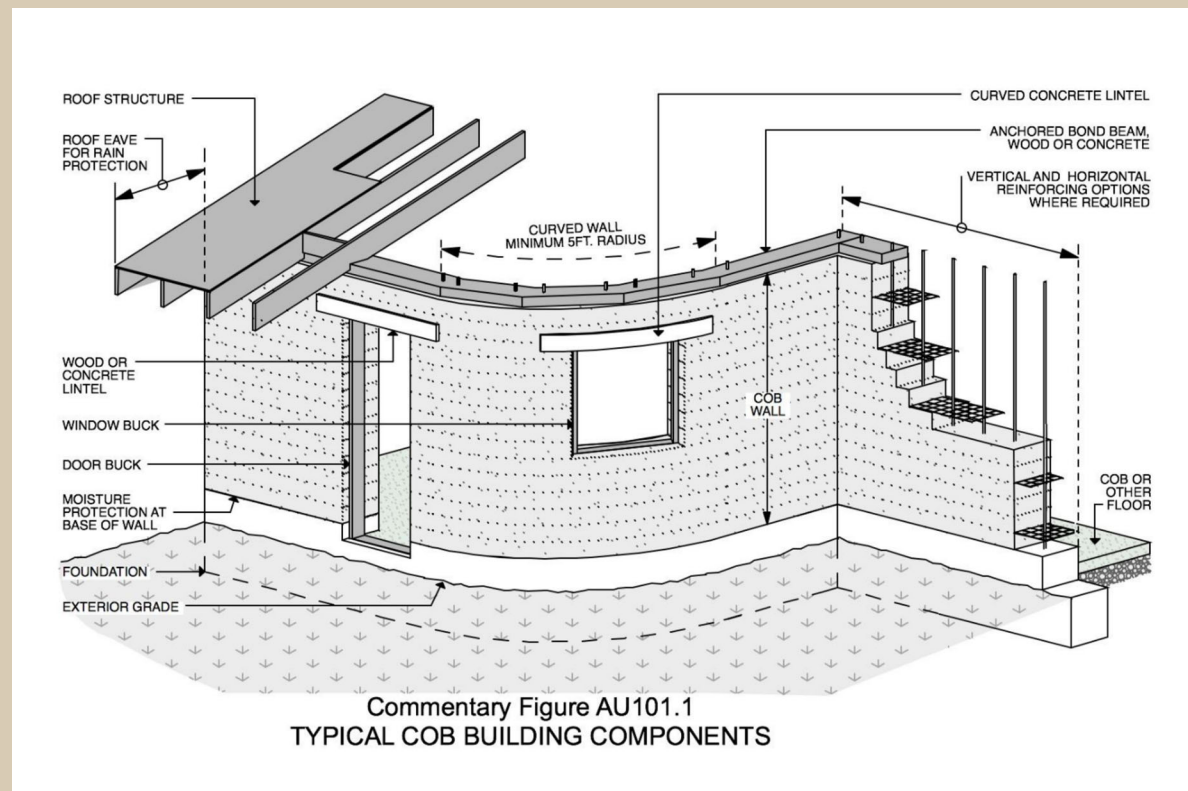 ROOF STRUCTURE
ROOF EAVE
FOR RAIN
PROTECTION
CURVED CONCRETE LINTEL
ANCHORED BOND BEAM,
WOOD OR CONCRETE
VERTICAL AND HORIZONTAL
REINFORCING OPTIONS
WHERE REQUIRED
CURVED WALL
MINIMUM 5FT. RADIUS
WOOD OR
CONCRETE
LINTEL
WINDOW BUCK
DOOR BUCK
MOISTURE
PROTECTION AT
BASE OF WALL
FOUNDATION
EXTERIOR GRADE
COB
WALL
COB OR
OTHER
FLOOR
Commentary Figure AU101.1
TYPICAL COB BUILDING COMPONENTS